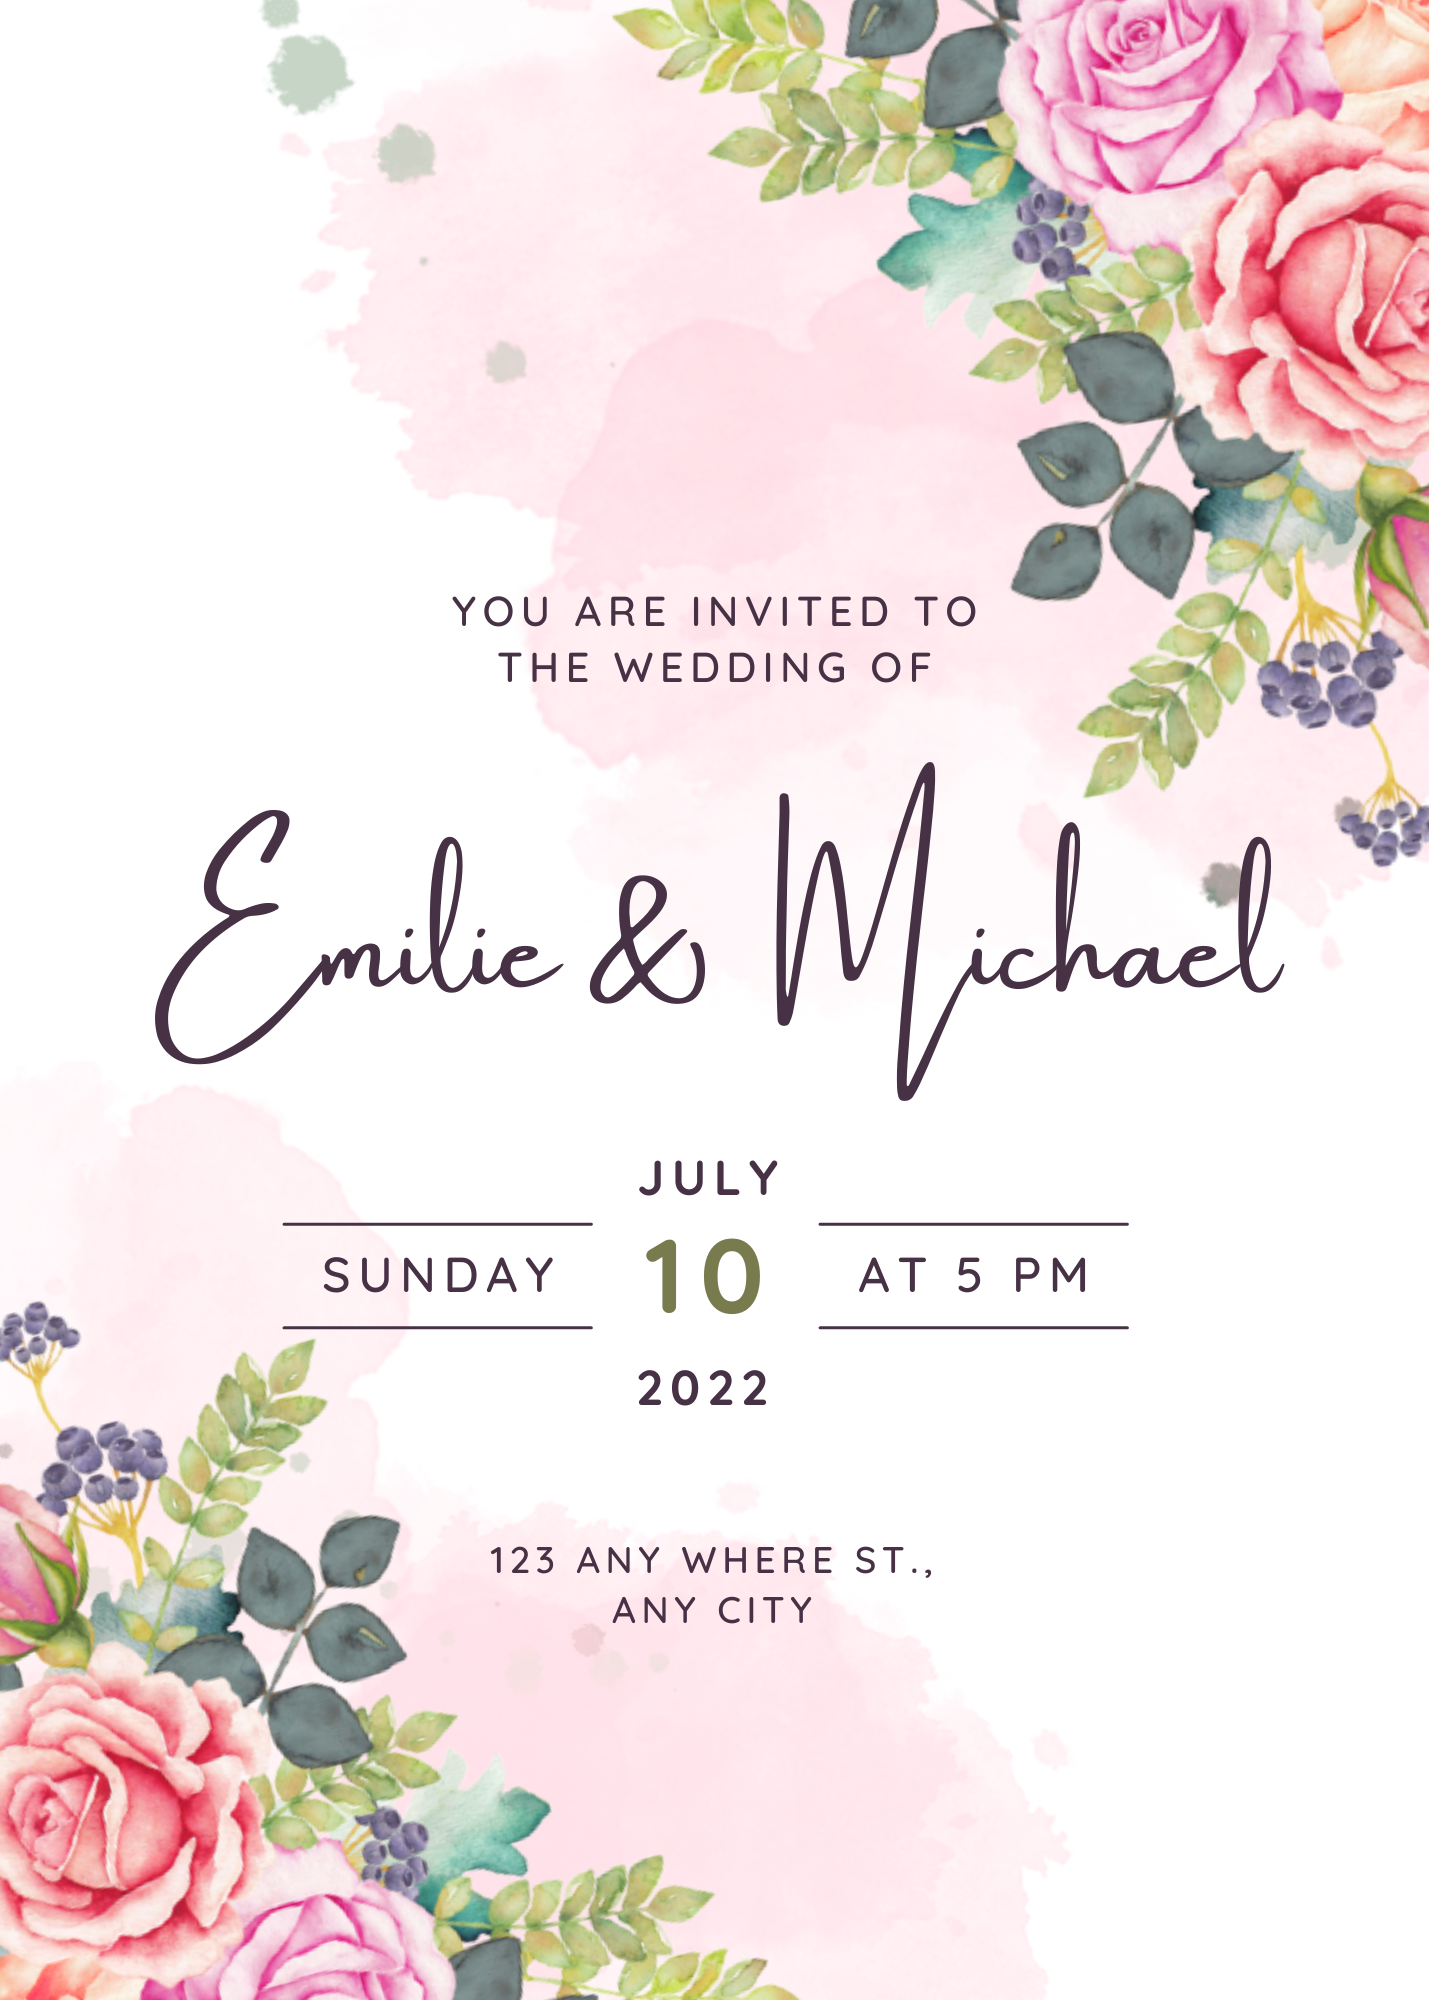 YOU ARE INVITED TO
THE WEDDING OF
Emilie & Michael
JULY
SUNDAY 10 AT 5 PM
2022
123 ANY WHERE ST.,
ANY CITY